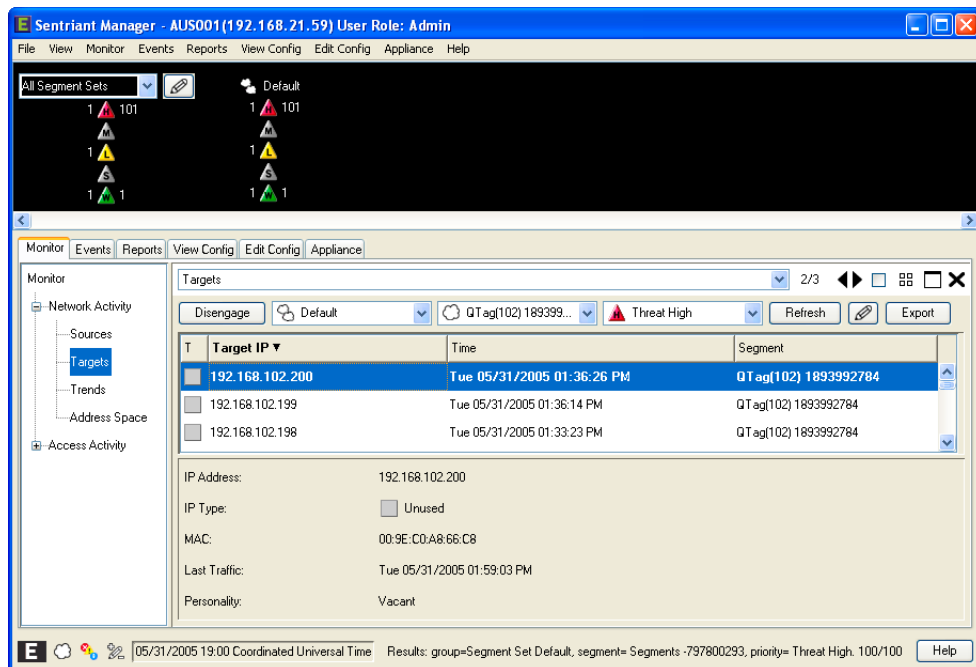 E Sentriant Manager - AUS001(192.168.21.59) User Role: Admin
File View Monitor Events Reports View Config Edit Config Appliance Help
All Segment Sets Default
1 H 101 1 H 101
M M
1 L 1 L
S S
1 W 1 1 W 1
Monitor Events Reports View Config Edit Config Appliance
Monitor
Network Activity
Sources
Targets
Trends
Address Space
Access Activity
Targets 2/3
Disengage Default QTag(102) 189399... Threat High Refresh Export
T Target IP ▼ Time Segment
192.168.102.200 Tue 05/31/2005 01:36:26 PM QTag(102) 1893992784
192.168.102.199 Tue 05/31/2005 01:36:14 PM QTag(102) 1893992784
192.168.102.198 Tue 05/31/2005 01:33:23 PM QTag(102) 1893992784
IP Address: 192.168.102.200
IP Type: Unused
MAC: 00:9E:C0:A8:66:C8
Last Traffic: Tue 05/31/2005 01:59:03 PM
Personality: Vacant
E 05/31/2005 19:00 Coordinated Universal Time Results: group=Segment Set Default, segment= Segments -797800293, priority= Threat High. 100/100 Help